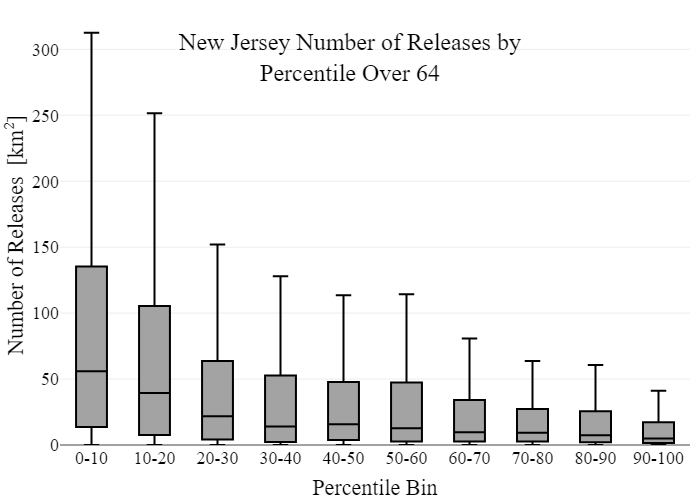 New Jersey Number of Releases by
Percentile Over 64
Number of Releases [km²]
300
250
200
150
100
50
0
0-10 10-20 20-30 30-40 40-50 50-60 60-70 70-80 80-90 90-100
Percentile Bin